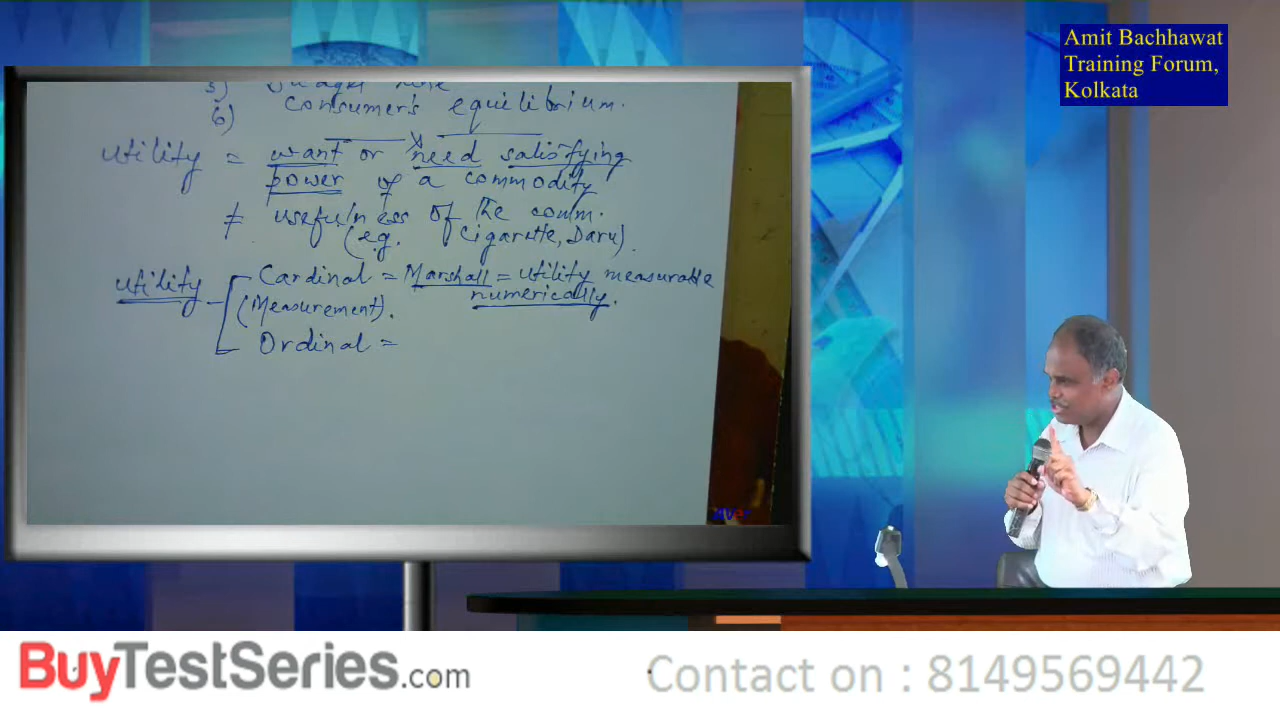 Amit Bachhawat
Training Forum,
Kolkata
5)
6) Consumer's equilibrium.
Utility = want or need satisfying
power of a commodity
≠ usefulness of the comm.
(eg. Cigarette, Daru).
Utility Cardinal = Marshall = utility measurable
(Measurement). numerically.
Ordinal =
BuyTestSeries.com
Contact on : 8149569442